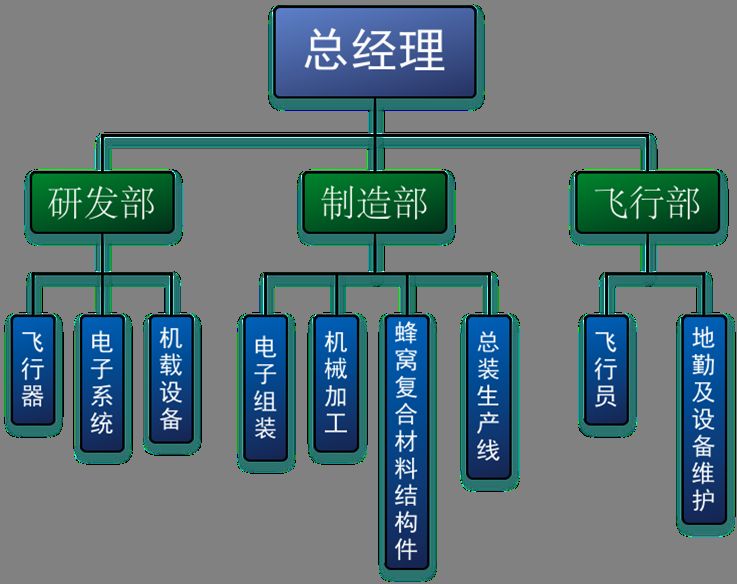 总经理
研发部
制造部
飞行部
飞行器
电子系统
机载设备
电子组装
机械加工
蜂窝复合材料结构件
总装生产线
飞行员
地勤及设备维护